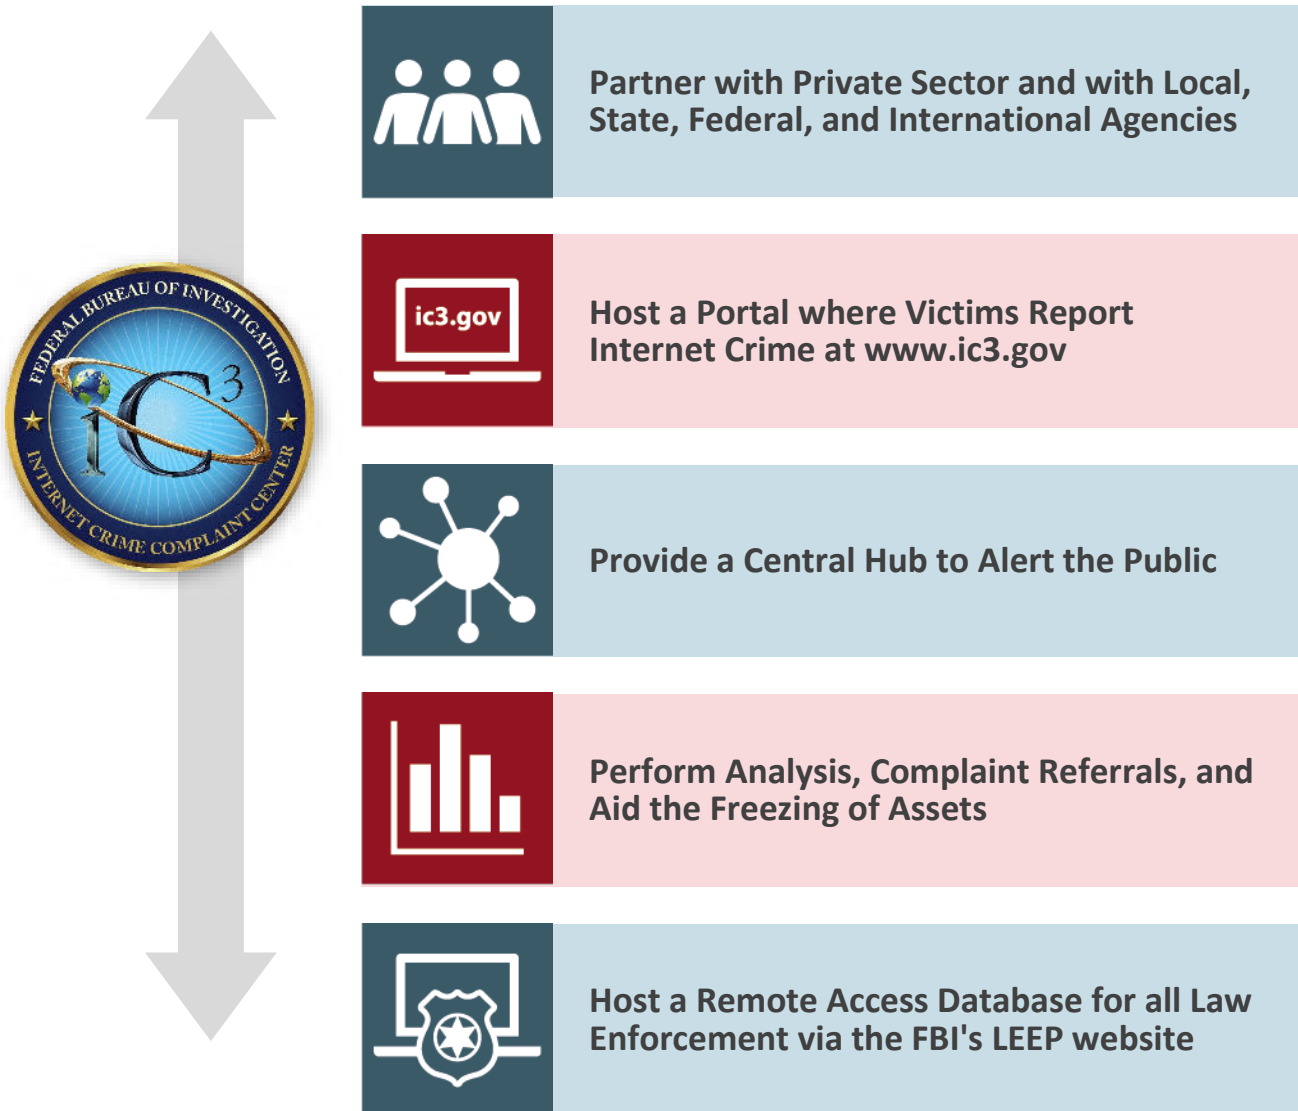 Partner with Private Sector and with Local,
State, Federal, and International Agencies
FEDERAL BUREAU OF INVESTIGATION
iC3
INTERNET CRIME COMPLAINT CENTER
ic3.gov
Host a Portal where Victims Report
Internet Crime at www.ic3.gov
Provide a Central Hub to Alert the Public
Perform Analysis, Complaint Referrals, and
Aid the Freezing of Assets
Host a Remote Access Database for all Law
Enforcement via the FBI's LEEP website